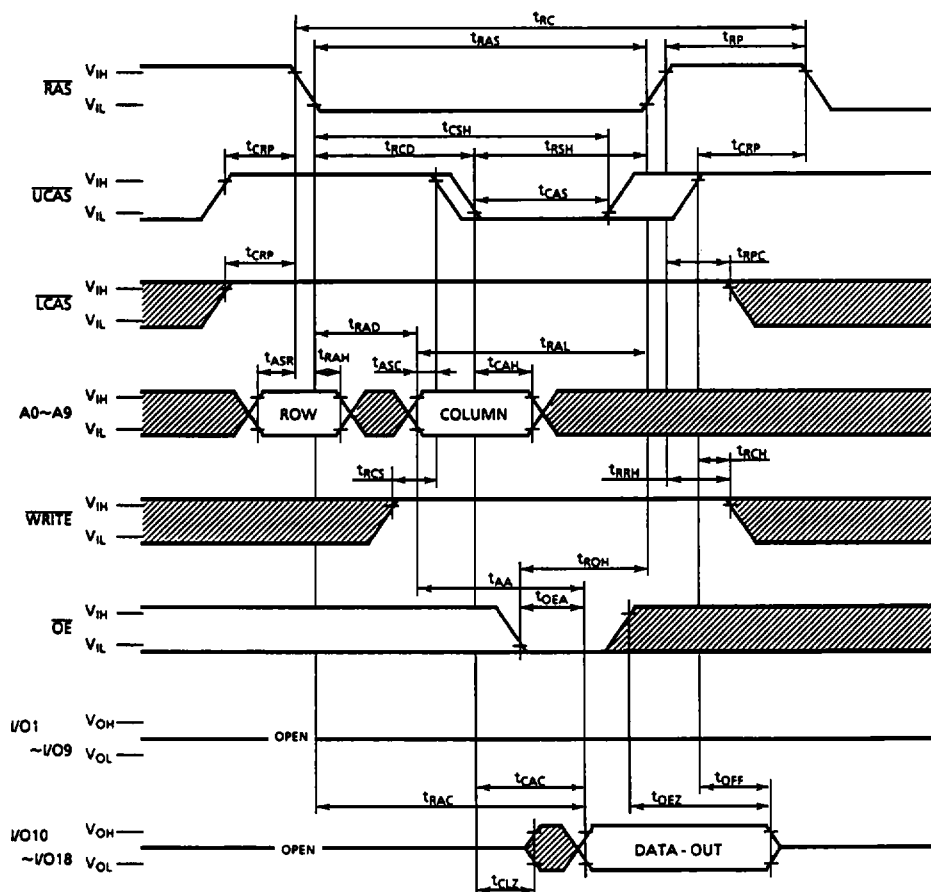 tRC
tRAS
tRP
RAS
VIH
VIL
tCSH
tCRP
tRCD
tRSH
tCRP
UCAS
VIH
VIL
tCAS
tCRP
tRPC
LCAS
VIH
VIL
tRAD
tRAL
tASR
tRAH
tASC
tCAH
A0~A9
VIH
VIL
ROW
COLUMN
tRCH
tRCS
tRRH
WRITE
VIH
VIL
tROH
tAA
tOEA
OE
VIH
VIL
I/O1
~I/O9
VOH
VOL
OPEN
tCAC
tOFF
tRAC
tOEZ
I/O10
~I/O18
VOH
VOL
OPEN
DATA - OUT
tCLZ